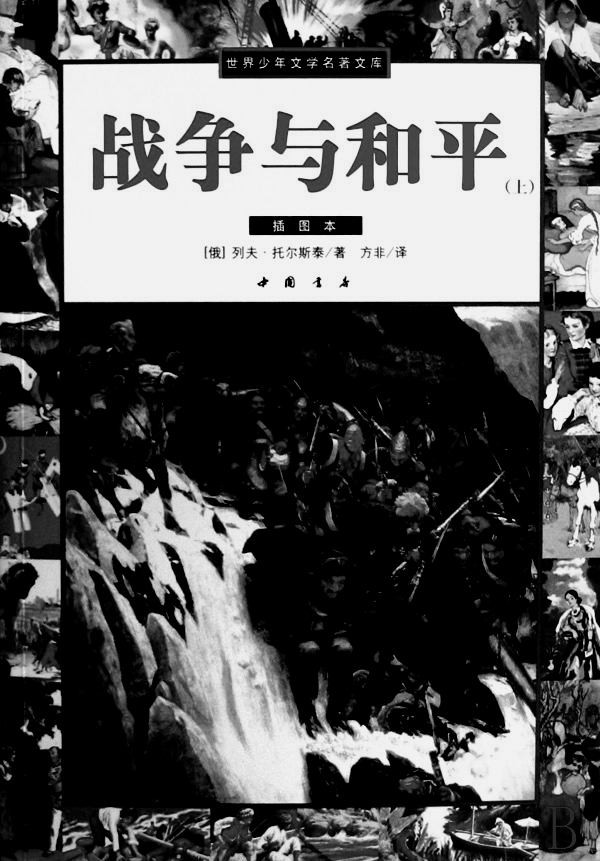 世界少年文学名著文库
战争与和平
(上)
插图本
[俄] 列夫·托尔斯泰/著 方非/译
中国书店
B